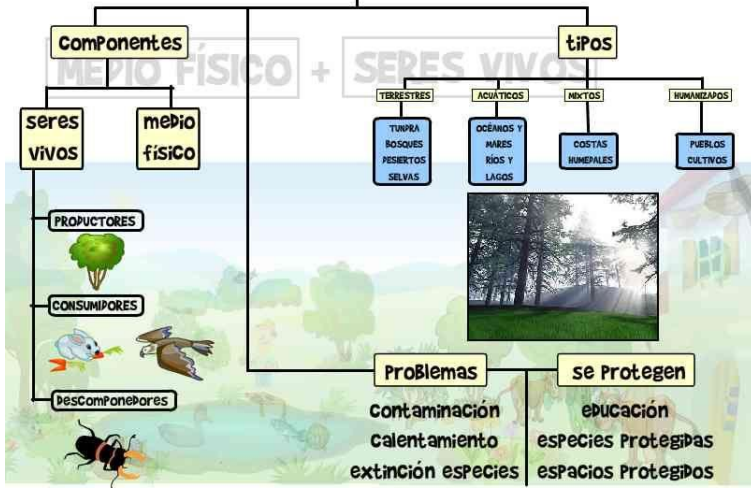 componentes
tipos
MEDIO FÍSICO + SERES VIVOS
TERRESTRES
ACUÁTICOS
MIXTOS
HUMANIZADOS
seres
vivos
medio
físico
TUNDRA
BOSQUES
DESIERTOS
SELVAS
OCÉANOS Y
MARES
RÍOS Y
LAGOS
COSTAS
HUMEDALES
PUEBLOS
CULTIVOS
PRODUCTORES
CONSUMIDORES
DESCOMPONEDORES
PROBLEMAS
se protegen
contaminación
calentamiento
extinción especies
educación
especies protegidas
espacios protegidos